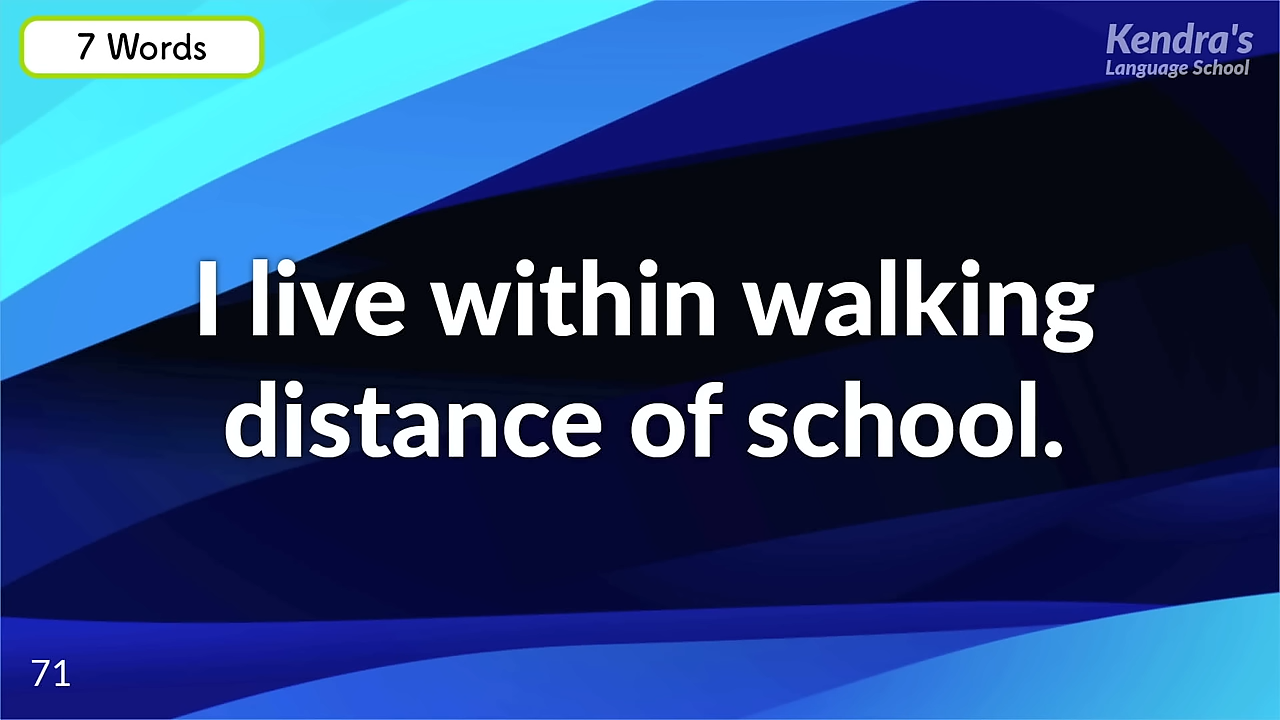 7 Words
Kendra's
Language School
I live within walking
distance of school.
71